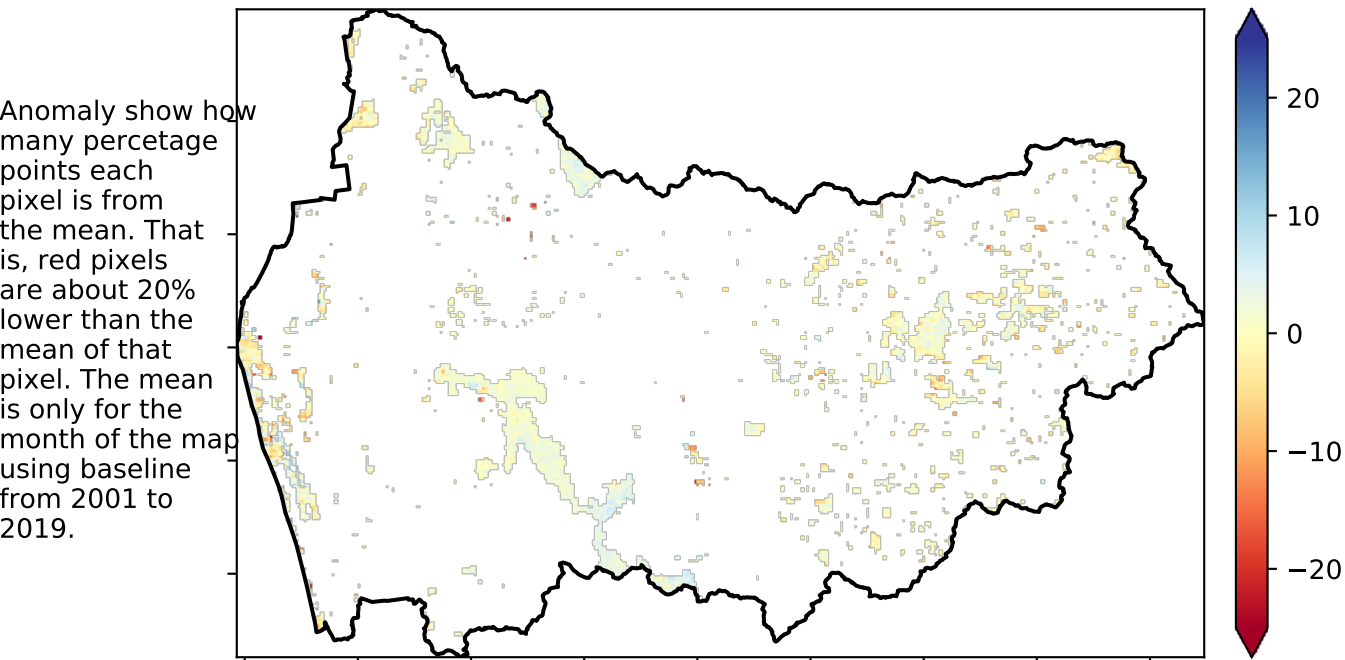 Anomaly show how
many percetage
points each
pixel is from
the mean. That
is, red pixels
are about 20%
lower than the
mean of that
pixel. The mean
is only for the
month of the map
using baseline
from 2001 to
2019.
20
10
0
−10
−20